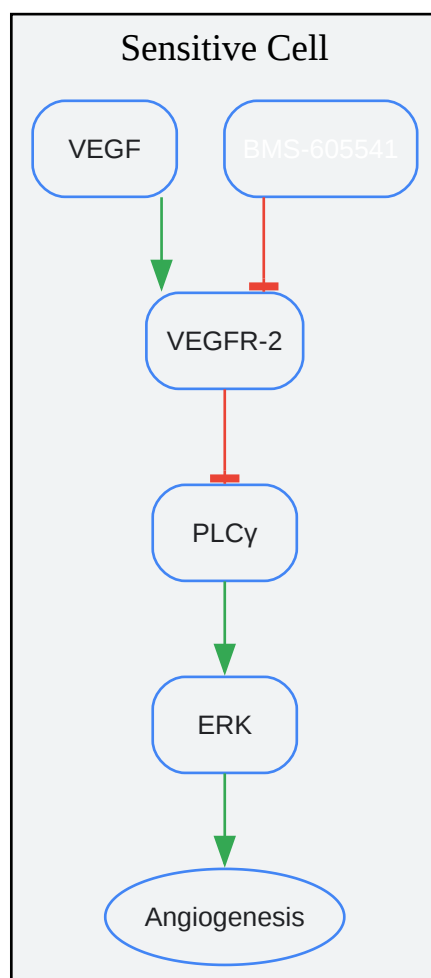 Sensitive Cell
VEGF
BMS-605541
VEGFR-2
PLCγ
ERK
Angiogenesis